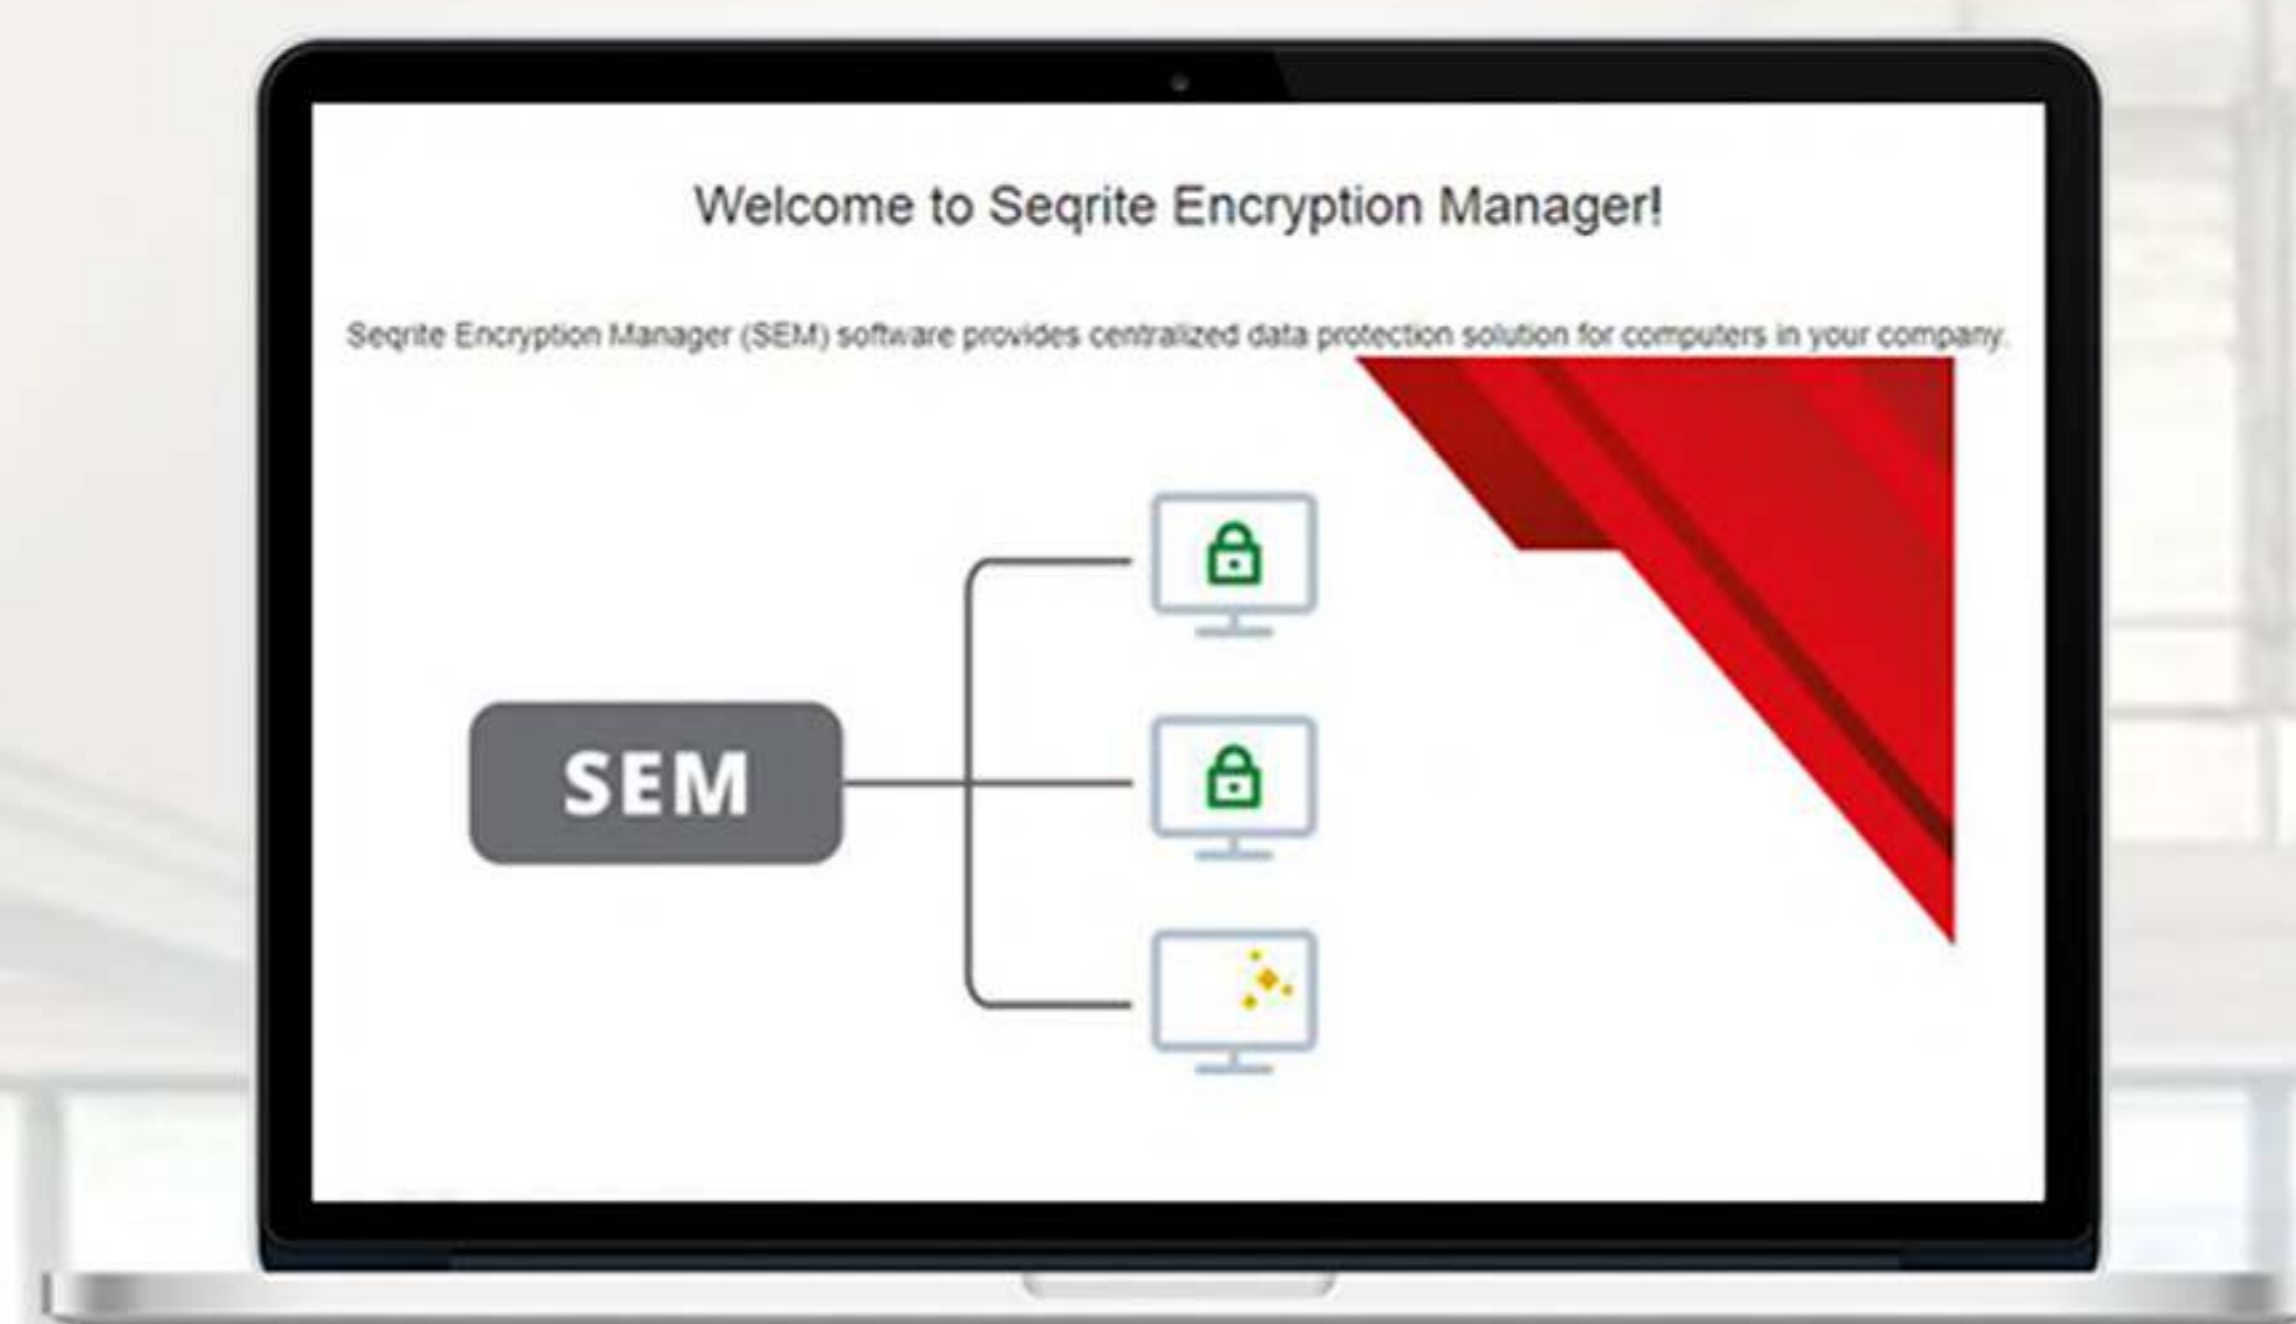 Welcome to Seqrite Encryption Manager!
Seqrite Encryption Manager (SEM) software provides centralized data protection solution for computers in your company.
SEM